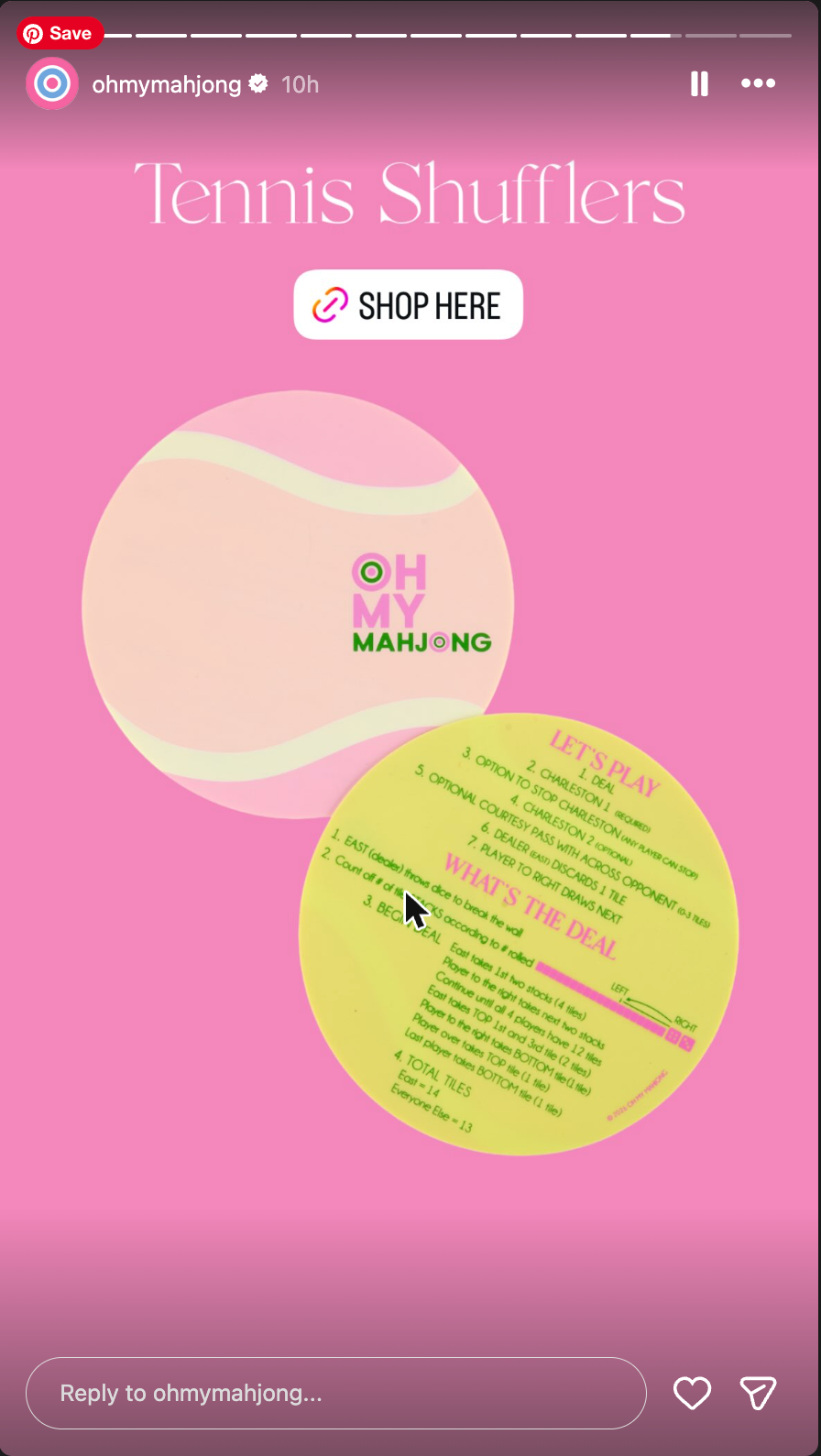 Save
ohmymahjong 10h
Tennis Shufflers
SHOP HERE
OH
MY
MAHJONG
LET'S PLAY
1. DEAL
2. CHARLESTON 1 (REQUIRED)
3. OPTION TO STOP CHARLESTON (ANY PLAYER CAN STOP)
4. CHARLESTON 2 (OPTIONAL)
5. OPTIONAL COURTESY PASS WITH ACROSS OPPONENT (0-3 TILES)
6. DEALER (EAST) DISCARDS 1 TILE
7. PLAYER TO RIGHT DRAWS NEXT
WHAT'S THE DEAL
1. EAST (dealer) throws dice to break the wall
2. Count off # of STACKS according to # rolled
LEFT
RIGHT
3. DEAL
East takes 1st two stacks (4 tiles)
Player to the right takes next two stacks
Continue until all 4 players have 12 tiles
East takes TOP 1st and 3rd tile (2 tiles)
Player to the right takes BOTTOM tile (1 tile)
Player over takes TOP tile (1 tile)
Last player takes BOTTOM tile (1 tile)
4. TOTAL TILES
East = 14
Everyone Else = 13
OH MY MAHJONG
Reply to ohmymahjong...